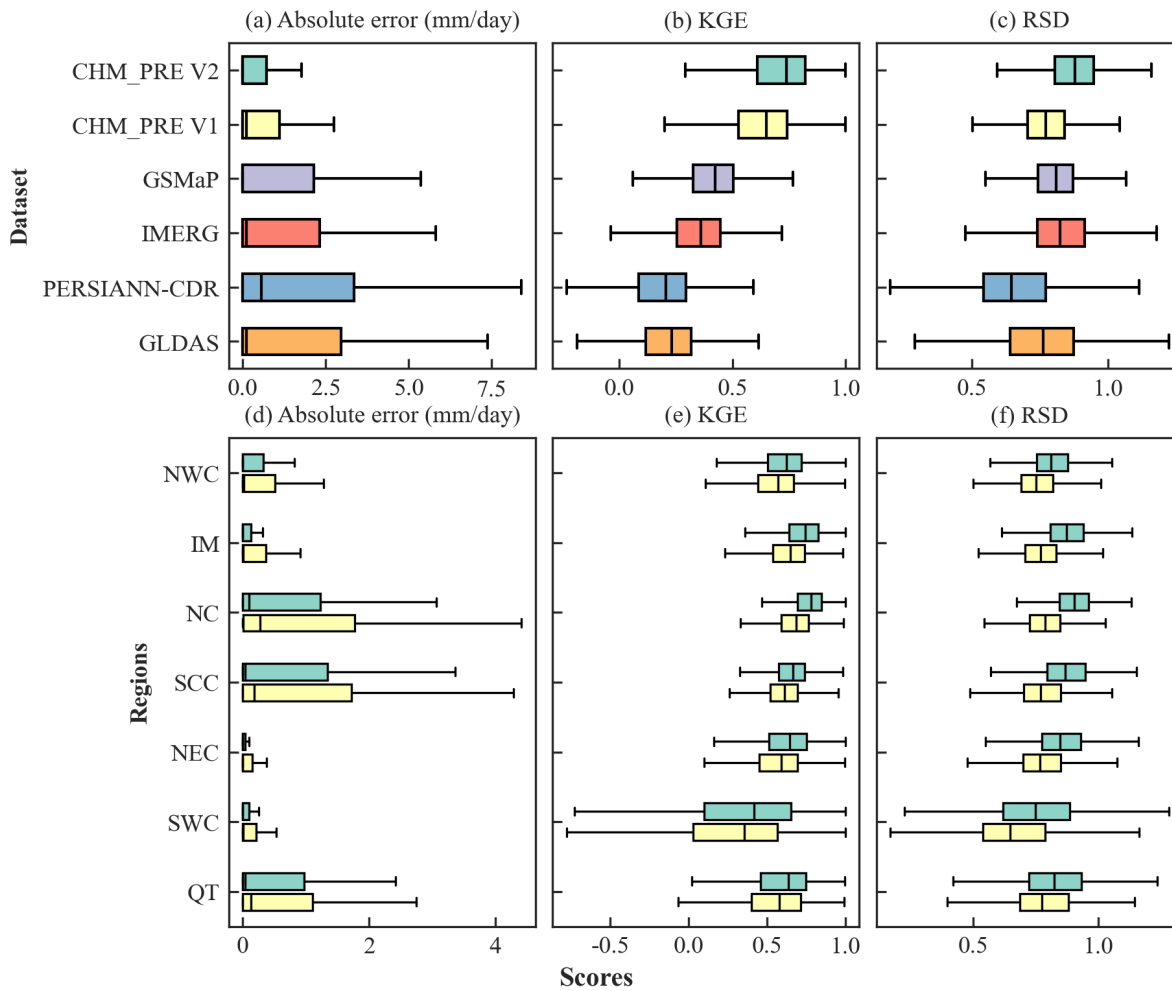 (a) Absolute error (mm/day) (b) KGE (c) RSD
Dataset
CHM_PRE V2
CHM_PRE V1
GSMaP
IMERG
PERSIANN-CDR
GLDAS
0.0 2.5 5.0 7.5 0.0 0.5 1.0 0.5 1.0
(d) Absolute error (mm/day) (e) KGE (f) RSD
Regions
NWC
IM
NC
SCC
NEC
SWC
QT
0 2 4 -0.5 0.0 0.5 1.0 0.5 1.0
Scores